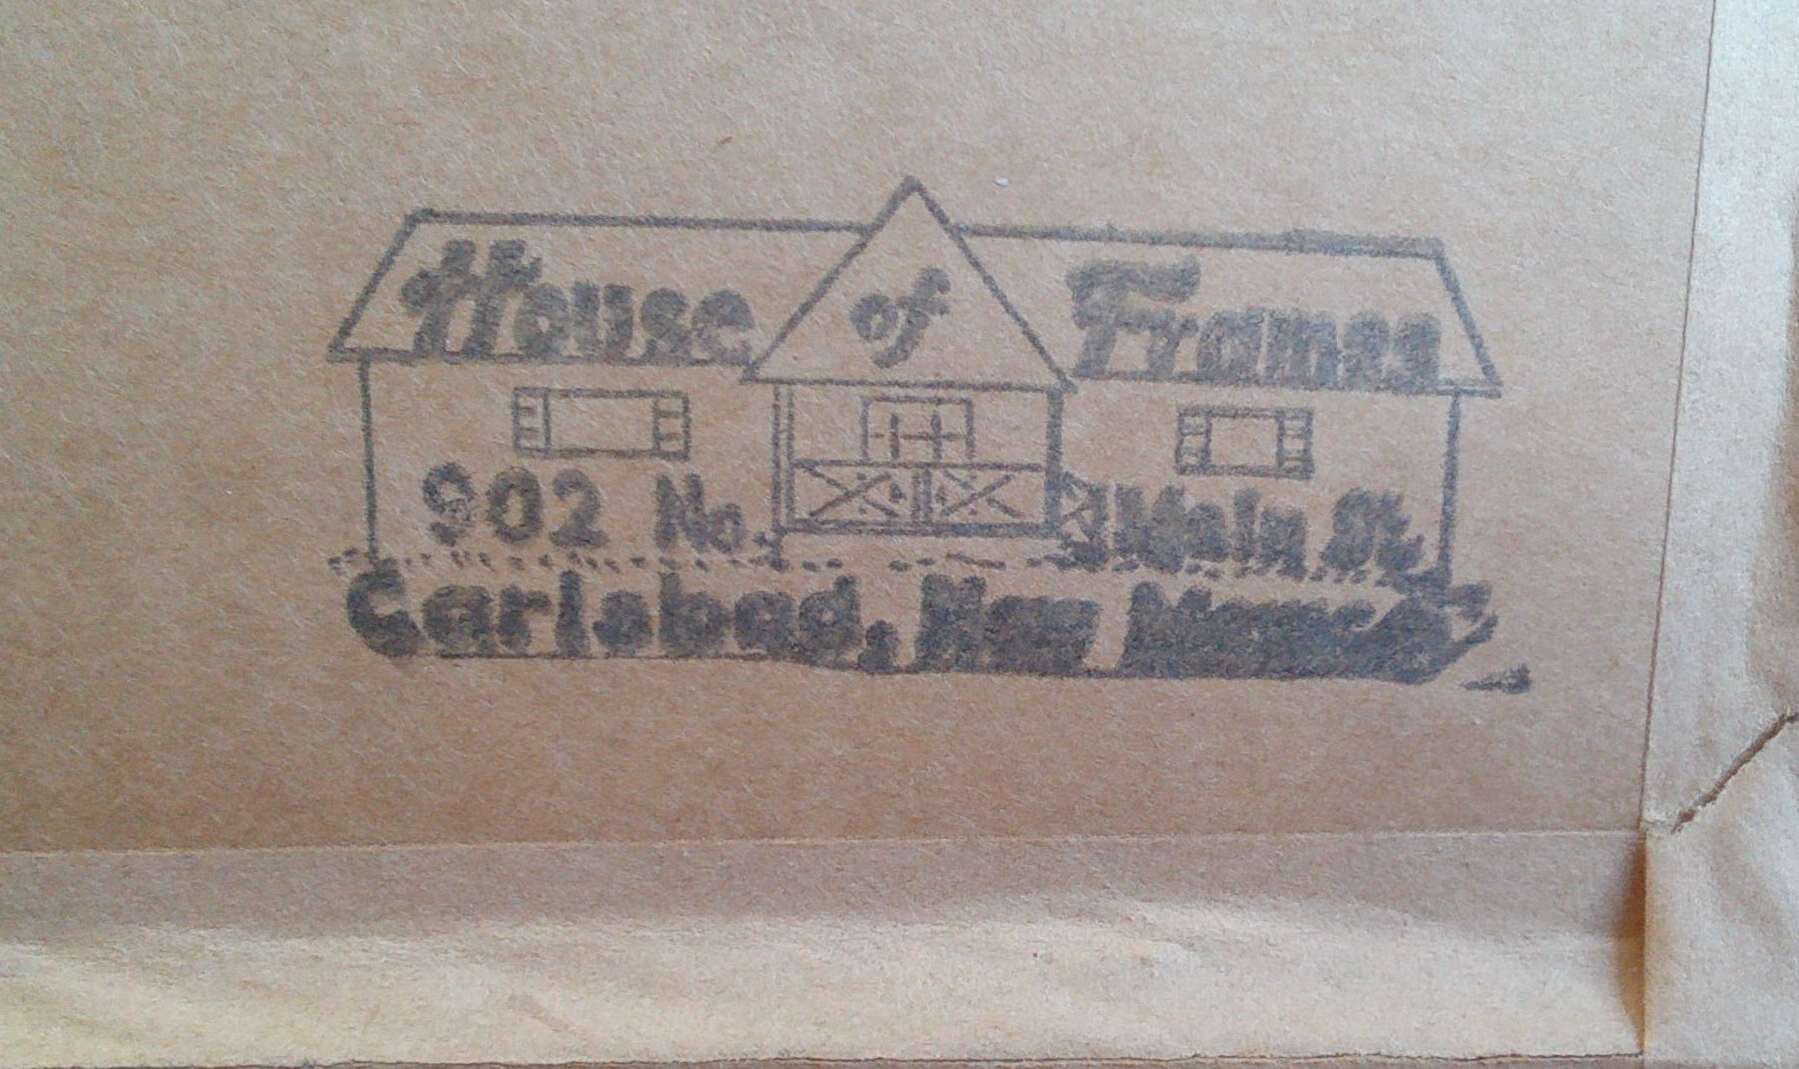 House of Frames
902 No. Main St.
Carlsbad, New Mexico